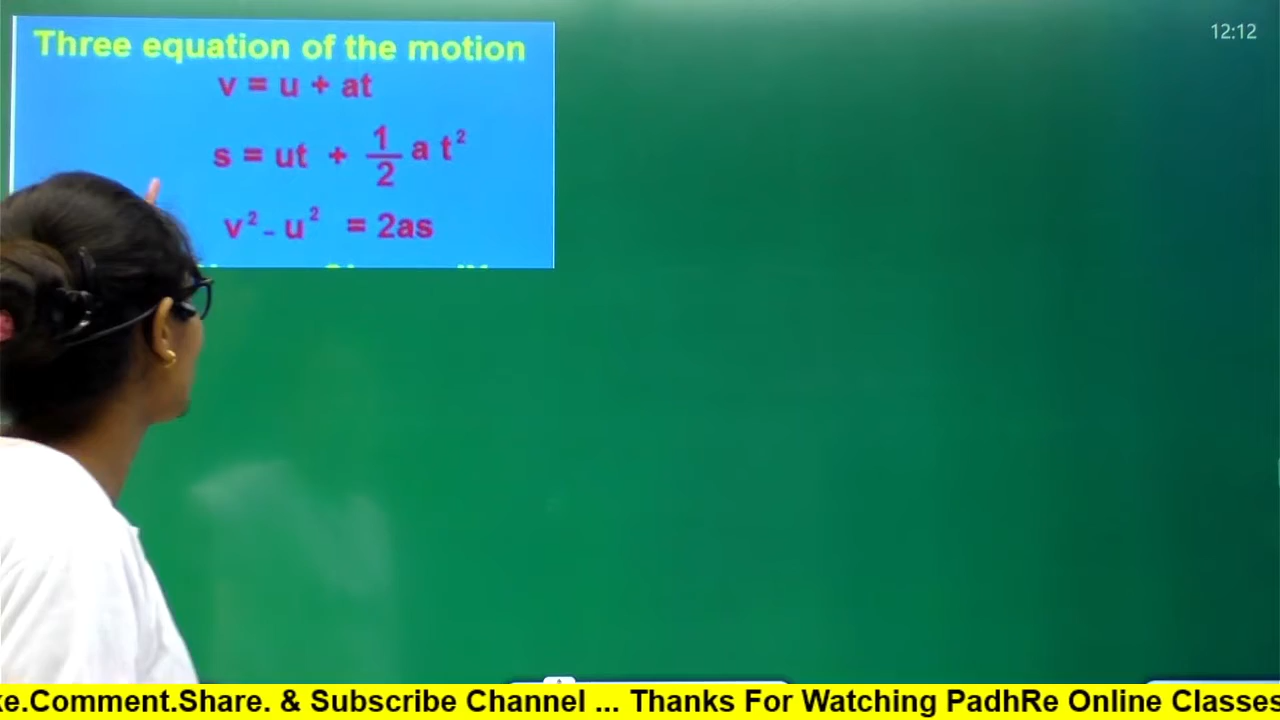 Three equation of the motion
12:12
v = u + at
s = ut + 1/2 a t²
v² - u² = 2as
ke.Comment.Share. & Subscribe Channel ... Thanks For Watching PadhRe Online Classes